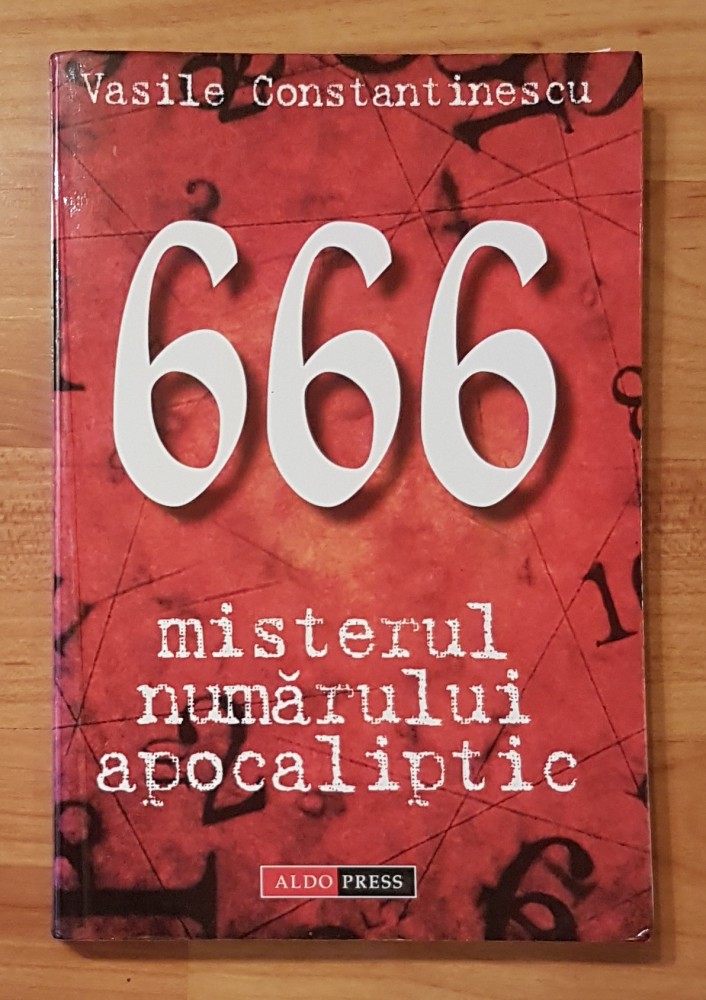 Vasile Constantinescu
666
misterul
numărului
apocaliptic
ALDO PRESS